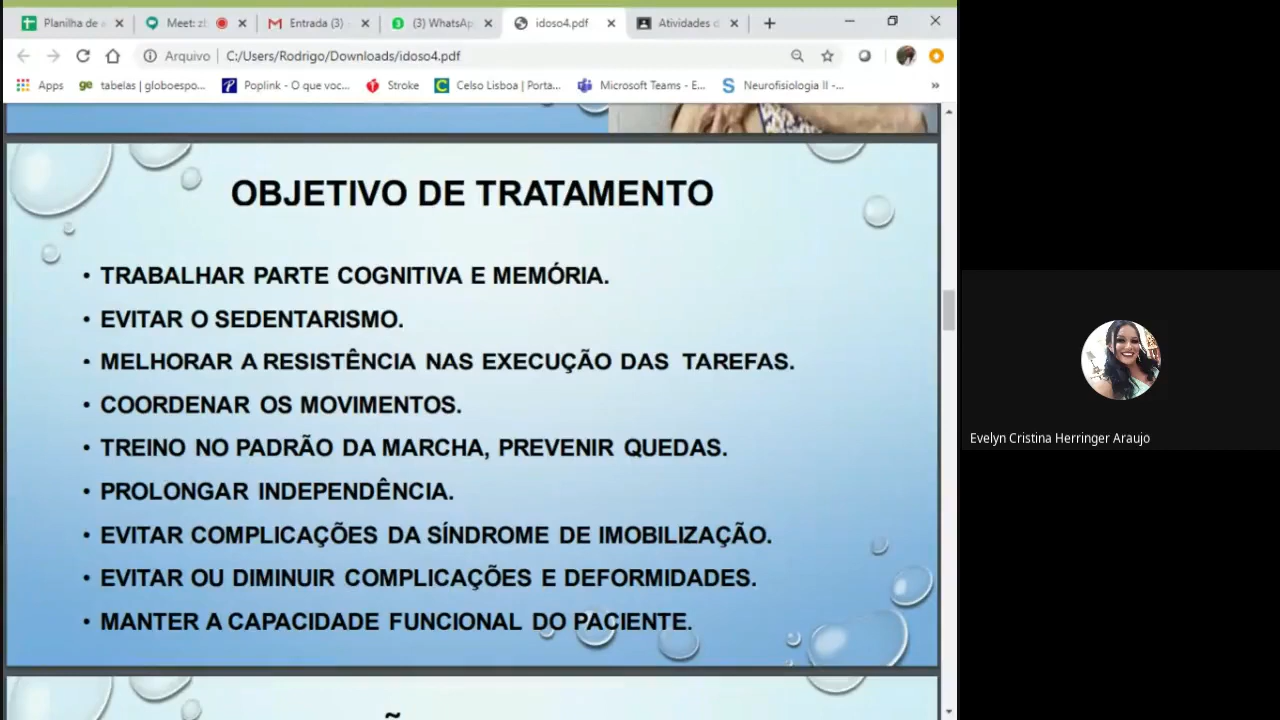 Planilha de a
Meet: zl
Entrada (3)
(3) WhatsAp
idoso4.pdf
Atividades d
Arquivo
C:/Users/Rodrigo/Downloads/idoso4.pdf
Apps
ge tabelas | globoespo...
Poplink - O que voc...
Stroke
Celso Lisboa | Porta...
Microsoft Teams - E...
Neurofisiologia II - ...
»
OBJETIVO DE TRATAMENTO
• TRABALHAR PARTE COGNITIVA E MEMÓRIA.
• EVITAR O SEDENTARISMO.
• MELHORAR A RESISTÊNCIA NAS EXECUÇÃO DAS TAREFAS.
• COORDENAR OS MOVIMENTOS.
• TREINO NO PADRÃO DA MARCHA, PREVENIR QUEDAS.
• PROLONGAR INDEPENDÊNCIA.
• EVITAR COMPLICAÇÕES DA SÍNDROME DE IMOBILIZAÇÃO.
• EVITAR OU DIMINUIR COMPLICAÇÕES E DEFORMIDADES.
• MANTER A CAPACIDADE FUNCIONAL DO PACIENTE.
Evelyn Cristina Herringer Araujo